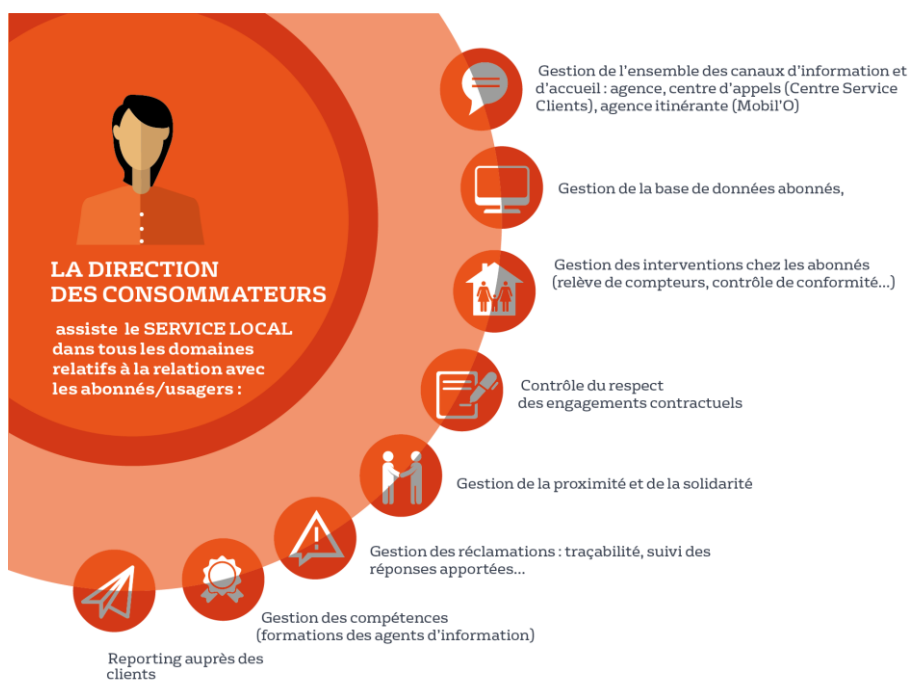 LA DIRECTION
DES CONSOMMATEURS
assiste le SERVICE LOCAL
dans tous les domaines
relatifs à la relation avec
les abonnés/usagers :
Gestion de l'ensemble des canaux d'information et
d'accueil : agence, centre d'appels (Centre Service
Clients), agence itinérante (Mobil'O)
Gestion de la base de données abonnés,
Gestion des interventions chez les abonnés
(relève de compteurs, contrôle de conformité...)
Contrôle du respect
des engagements contractuels
Gestion de la proximité et de la solidarité
Gestion des réclamations : traçabilité, suivi des
réponses apportées...
Gestion des compétences
(formations des agents d'information)
Reporting auprès des
clients